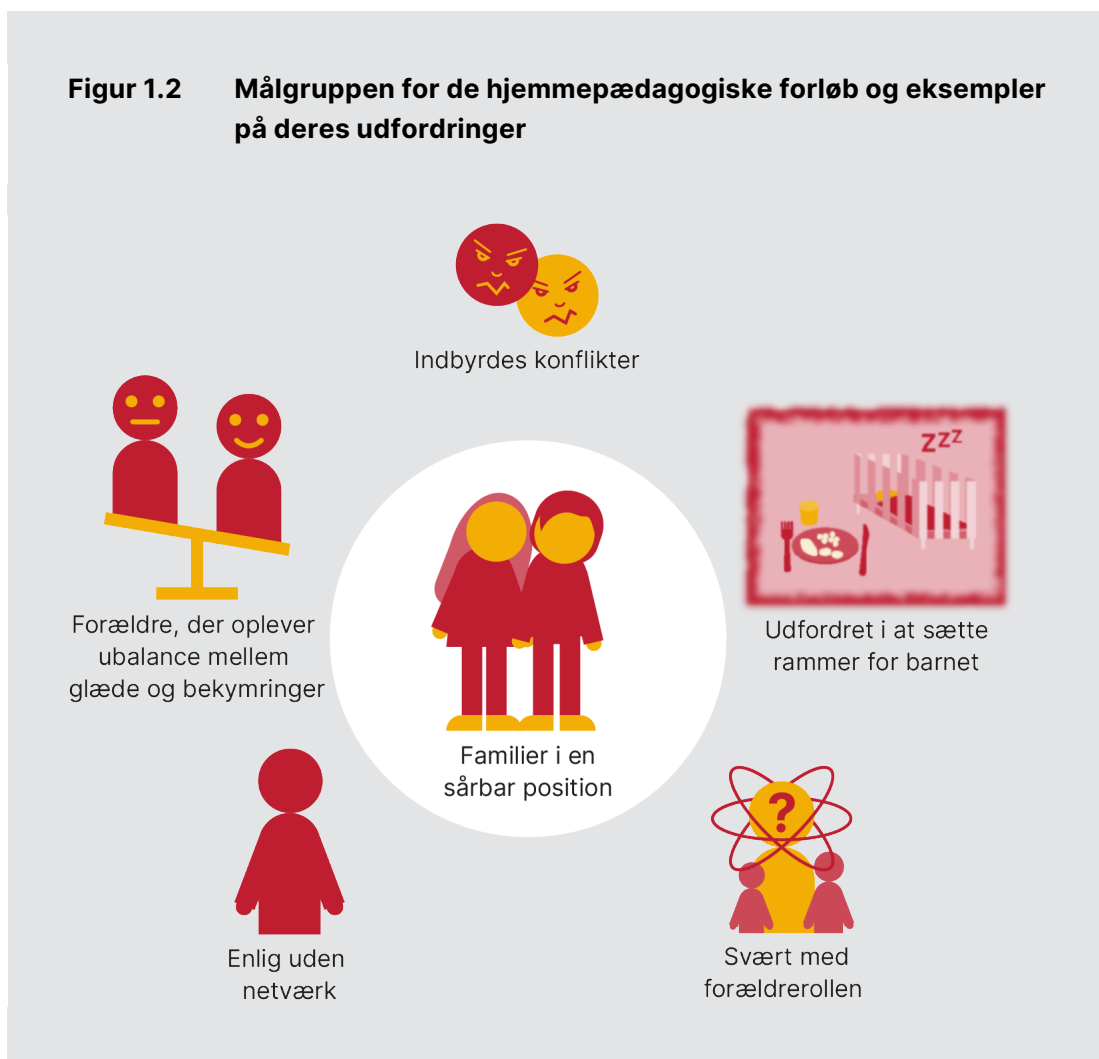 Figur 1.2 Målgruppen for de hjemmepædagogiske forløb og eksempler
på deres udfordringer
Indbyrdes konflikter
zzz
Forældre, der oplever
ubalance mellem
glæde og bekymringer
Udfordret i at sætte
rammer for barnet
Familier i en
sårbar position
?
Enlig uden
netværk
Svært med
forældrerollen